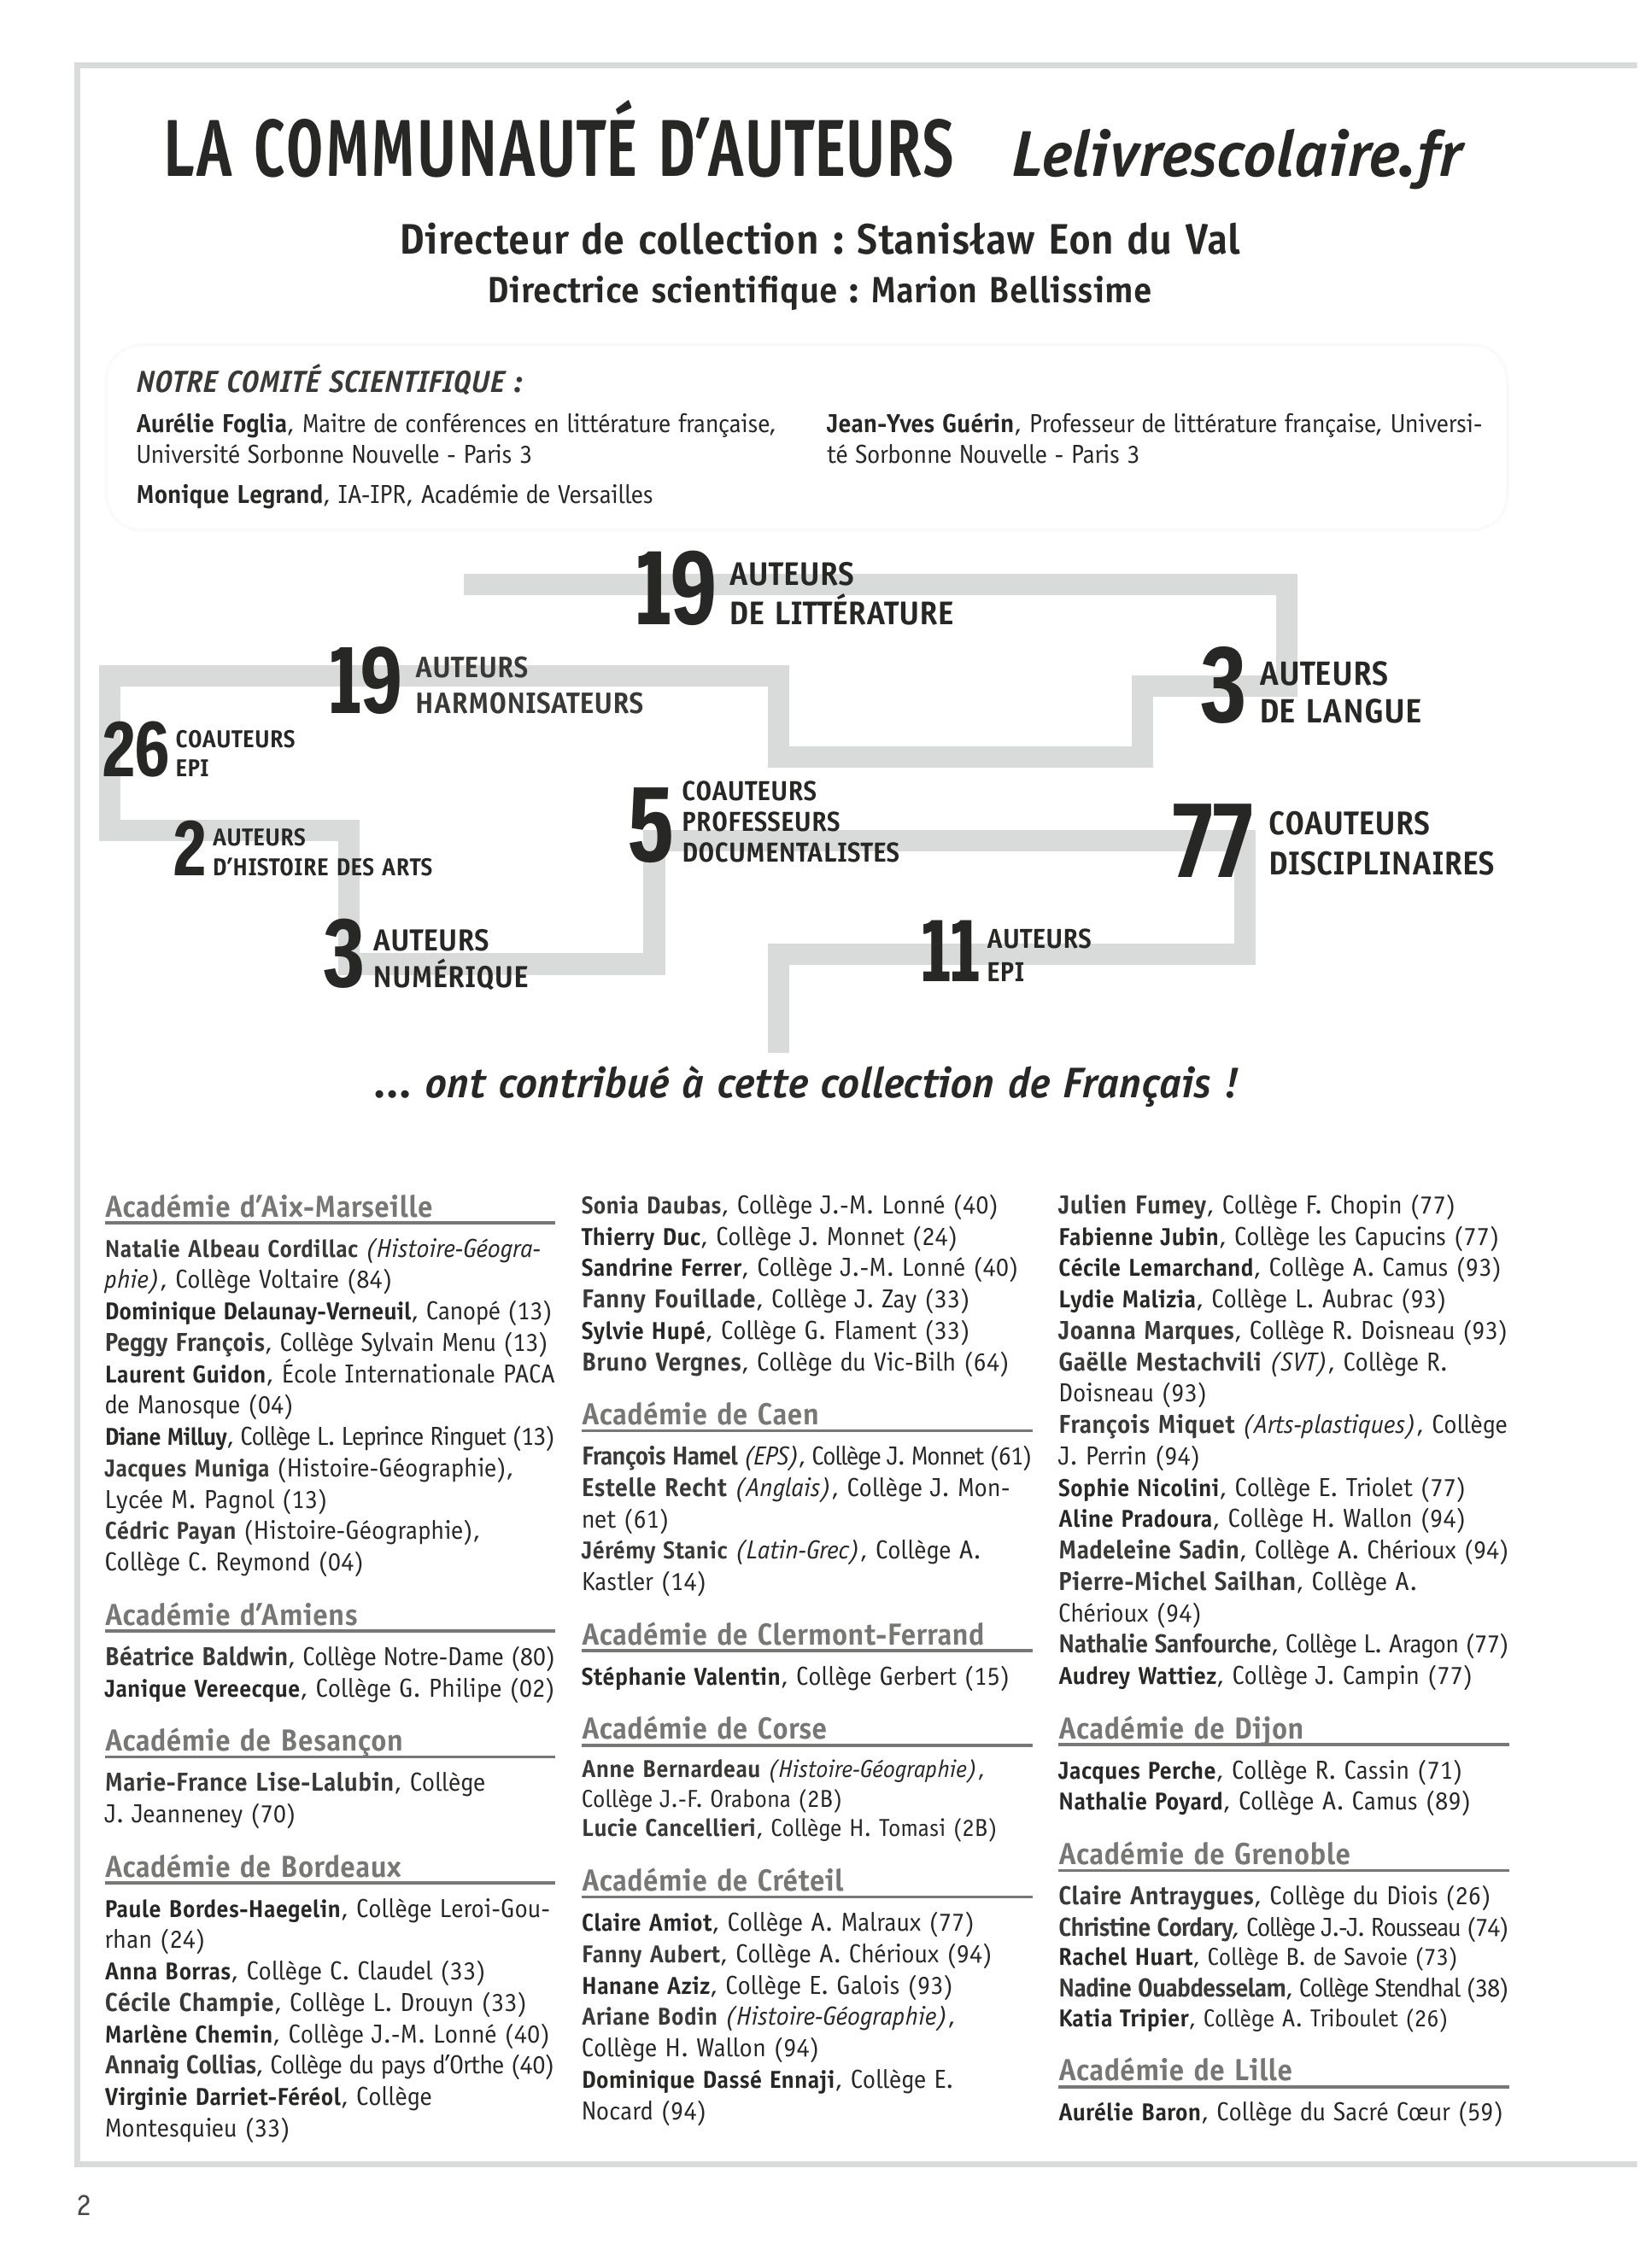 LA COMMUNAUTÉ D’AUTEURS Lelivrescolaire.fr
Directeur de collection : Stanisław Eon du Val
Directrice scientifique : Marion Bellissime
NOTRE COMITÉ SCIENTIFIQUE :
Aurélie Foglia, Maitre de conférences en littérature française,
Université Sorbonne Nouvelle - Paris 3
Monique Legrand, IA-IPR, Académie de Versailles
Jean-Yves Guérin, Professeur de littérature française, Universi-
té Sorbonne Nouvelle - Paris 3
19 AUTEURS
DE LITTÉRATURE
3 AUTEURS
DE LANGUE
19 AUTEURS
HARMONISATEURS
26 COAUTEURS
EPI
2 AUTEURS
D’HISTOIRE DES ARTS
3 AUTEURS
NUMÉRIQUE
5 COAUTEURS
PROFESSEURS
DOCUMENTALISTES
77 COAUTEURS
DISCIPLINAIRES
11 AUTEURS
EPI
... ont contribué à cette collection de Français !
Académie d’Aix-Marseille
Natalie Albeau Cordillac (Histoire-Géogra-
phie), Collège Voltaire (84)
Dominique Delaunay-Verneuil, Canopé (13)
Peggy François, Collège Sylvain Menu (13)
Laurent Guidon, École Internationale PACA
de Manosque (04)
Diane Milluy, Collège L. Leprince Ringuet (13)
Jacques Muniga (Histoire-Géographie),
Lycée M. Pagnol (13)
Cédric Payan (Histoire-Géographie),
Collège C. Reymond (04)
Académie d’Amiens
Béatrice Baldwin, Collège Notre-Dame (80)
Janique Vereecque, Collège G. Philipe (02)
Académie de Besançon
Marie-France Lise-Lalubin, Collège
J. Jeanneney (70)
Académie de Bordeaux
Paule Bordes-Haegelin, Collège Leroi-Gou-
rhan (24)
Anna Borras, Collège C. Claudel (33)
Cécile Champie, Collège L. Drouyn (33)
Marlène Chemin, Collège J.-M. Lonné (40)
Annaig Collias, Collège du pays d’Orthe (40)
Virginie Darriet-Féréol, Collège
Montesquieu (33)
Sonia Daubas, Collège J.-M. Lonné (40)
Thierry Duc, Collège J. Monnet (24)
Sandrine Ferrer, Collège J.-M. Lonné (40)
Fanny Fouillade, Collège J. Zay (33)
Sylvie Hupé, Collège G. Flament (33)
Bruno Vergnes, Collège du Vic-Bilh (64)
Académie de Caen
François Hamel (EPS), Collège J. Monnet (61)
Estelle Recht (Anglais), Collège J. Mon-
net (61)
Jérémy Stanic (Latin-Grec), Collège A.
Kastler (14)
Académie de Clermont-Ferrand
Stéphanie Valentin, Collège Gerbert (15)
Académie de Corse
Anne Bernardeau (Histoire-Géographie),
Collège J.-F. Orabona (2B)
Lucie Cancellieri, Collège H. Tomasi (2B)
Académie de Créteil
Claire Amiot, Collège A. Malraux (77)
Fanny Aubert, Collège A. Chérioux (94)
Hanane Aziz, Collège E. Galois (93)
Ariane Bodin (Histoire-Géographie),
Collège H. Wallon (94)
Dominique Dassé Ennaji, Collège E.
Nocard (94)
Julien Fumey, Collège F. Chopin (77)
Fabienne Jubin, Collège les Capucins (77)
Cécile Lemarchand, Collège A. Camus (93)
Lydie Malizia, Collège L. Aubrac (93)
Joanna Marques, Collège R. Doisneau (93)
Gaëlle Mestachvili (SVT), Collège R.
Doisneau (93)
François Miquet (Arts-plastiques), Collège
J. Perrin (94)
Sophie Nicolini, Collège E. Triolet (77)
Aline Pradoura, Collège H. Wallon (94)
Madeleine Sadin, Collège A. Chérioux (94)
Pierre-Michel Sailhan, Collège A.
Chérioux (94)
Nathalie Sanfourche, Collège L. Aragon (77)
Audrey Wattiez, Collège J. Campin (77)
Académie de Dijon
Jacques Perche, Collège R. Cassin (71)
Nathalie Poyard, Collège A. Camus (89)
Académie de Grenoble
Claire Antraygues, Collège du Diois (26)
Christine Cordary, Collège J.-J. Rousseau (74)
Rachel Huart, Collège B. de Savoie (73)
Nadine Ouabdesselam, Collège Stendhal (38)
Katia Tripier, Collège A. Triboulet (26)
Académie de Lille
Aurélie Baron, Collège du Sacré Cœur (59)
2